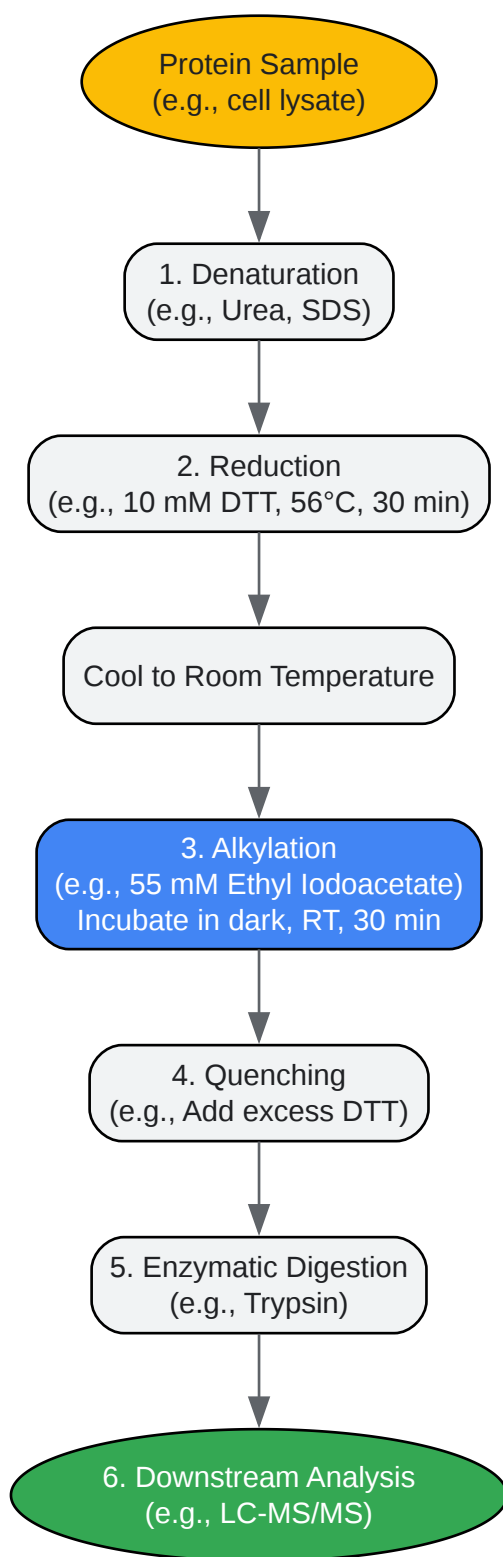 Protein Sample
(e.g., cell lysate)
1. Denaturation
(e.g., Urea, SDS)
2. Reduction
(e.g., 10 mM DTT, 56°C, 30 min)
Cool to Room Temperature
3. Alkylation
(e.g., 55 mM Ethyl Iodoacetate)
Incubate in dark, RT, 30 min
4. Quenching
(e.g., Add excess DTT)
5. Enzymatic Digestion
(e.g., Trypsin)
6. Downstream Analysis
(e.g., LC-MS/MS)